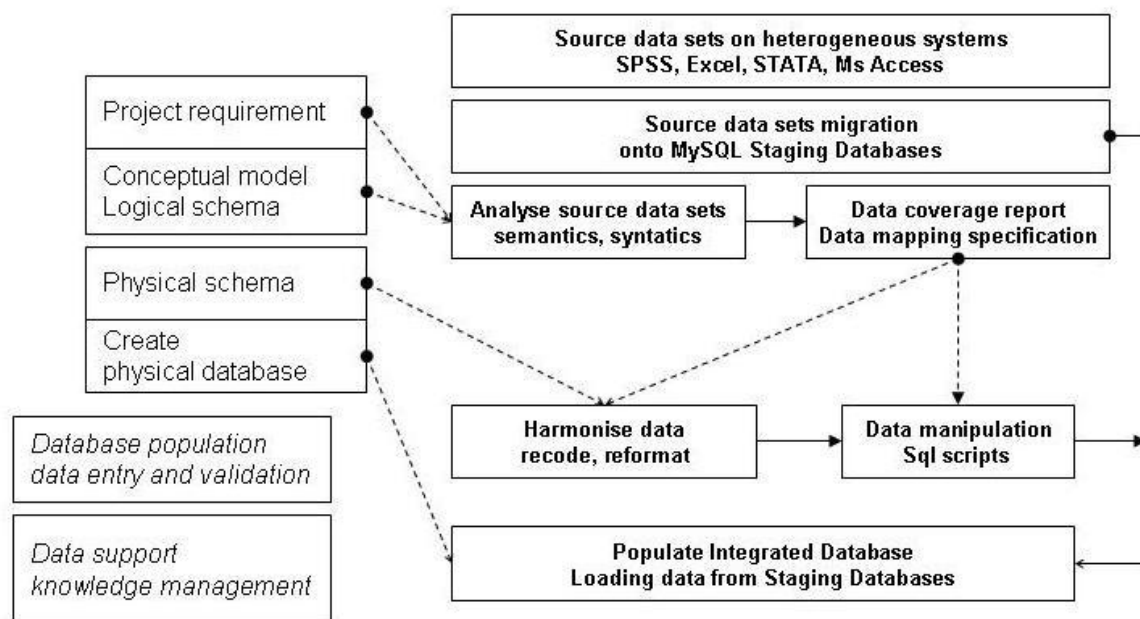 Source data sets on heterogeneous systems
SPSS, Excel, STATA, Ms Access
Project requirement
Source data sets migration
onto MySQL Staging Databases
Conceptual model
Logical schema
Analyse source data sets
semantics, syntatics
Data coverage report
Data mapping specification
Physical schema
Create
physical database
Harmonise data
recode, reformat
Data manipulation
Sql scripts
Database population
data entry and validation
Data support
knowledge management
Populate Integrated Database
Loading data from Staging Databases